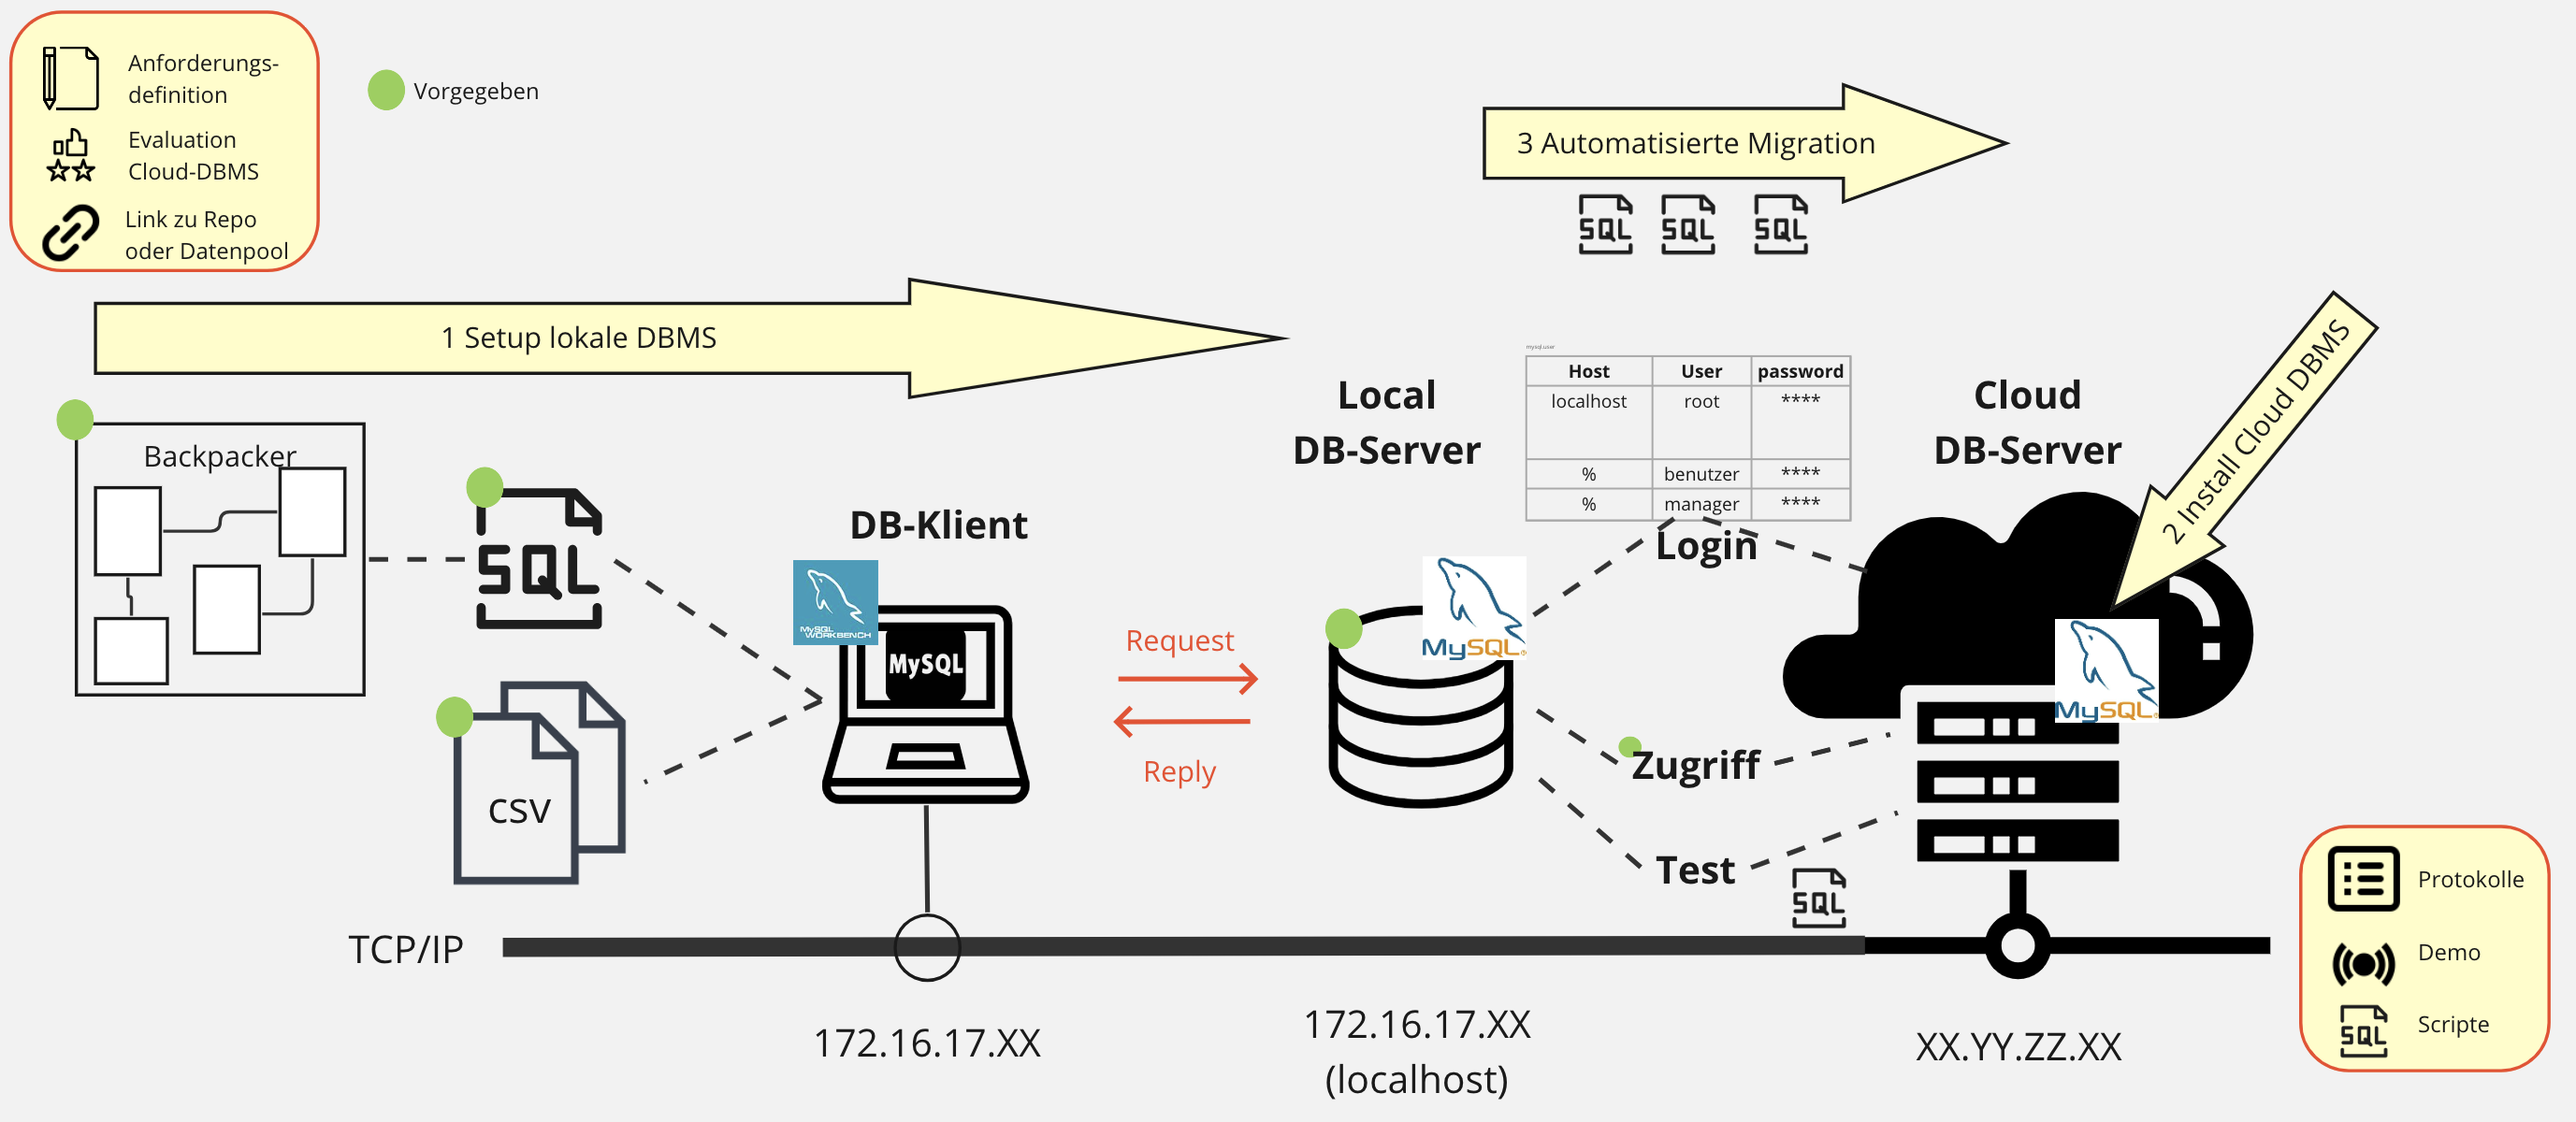 Anforderungs-
definition
Evaluation
Cloud-DBMS
Link zu Repo
oder Datenpool
Vorgegeben
3 Automatisierte Migration
SQL SQL SQL
1 Setup lokale DBMS
2 Install Cloud DBMS
Backpacker
SQL
csv
DB-Klient
MySQL
WORKBENCH
MySQL
Request
Reply
Local
DB-Server
mysql.user
Host User password
localhost root ****
% benutzer ****
% manager ****
Login
MySQL®
Zugriff
Test
SQL
Cloud
DB-Server
MySQL®
TCP/IP
172.16.17.XX
172.16.17.XX
(localhost)
XX.YY.ZZ.XX
Protokolle
Demo
SQL Scripte